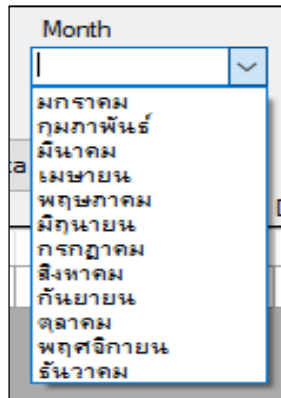 Month
มกราคม
กุมภาพันธ์
มีนาคม
เมษายน
พฤษภาคม
มิถุนายน
กรกฎาคม
สิงหาคม
กันยายน
ตุลาคม
พฤศจิกายน
ธันวาคม